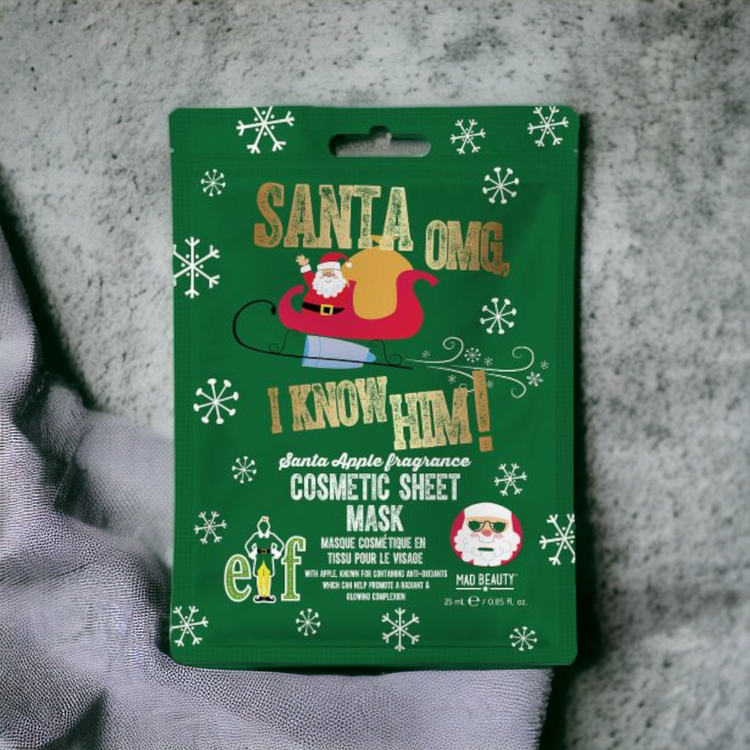 SANTA OMG,
I KNOW HIM!
Santa Apple fragrance
COSMETIC SHEET
MASK
MASQUE COSMÉTIQUE EN
TISSU POUR LE VISAGE
WITH APPLE, KNOWN FOR CONTAINING ANTI-OXIDANTS
WHICH CAN HELP PROMOTE A RADIANT &
GLOWING COMPLEXION
elf
MAD BEAUTY
25 mL ℮ / 0.85 fl. oz.